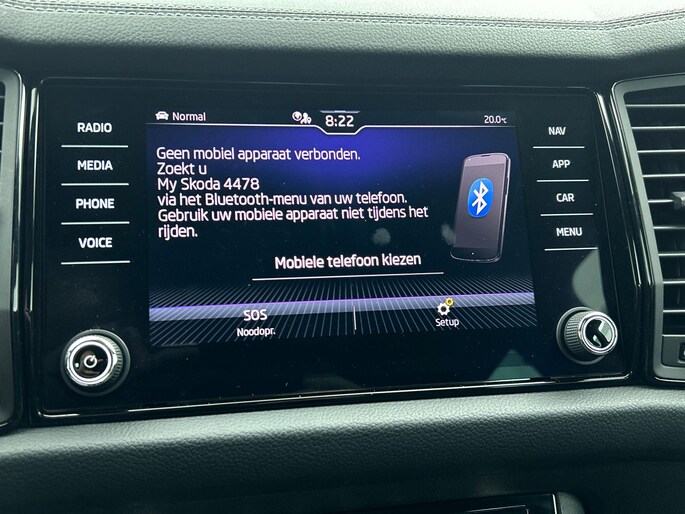 Normal
8:22
20.0°C
RADIO
MEDIA
PHONE
VOICE
NAV
APP
CAR
MENU
Geen mobiel apparaat verbonden.
Zoekt u
My Skoda 4478
via het Bluetooth-menu van uw telefoon.
Gebruik uw mobiele apparaat niet tijdens het
rijden.
Mobiele telefoon kiezen
SOS
Noodopr.
Setup